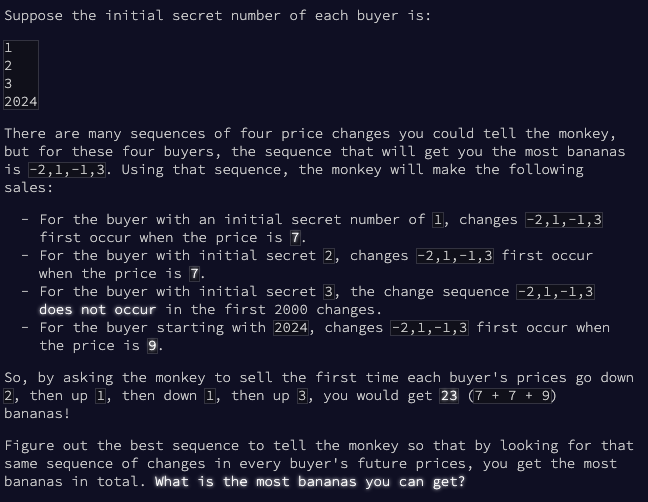 Suppose the initial secret number of each buyer is:
1
2
3
2024
There are many sequences of four price changes you could tell the monkey,
but for these four buyers, the sequence that will get you the most bananas
is -2,1,-1,3. Using that sequence, the monkey will make the following
sales:
- For the buyer with an initial secret number of 1, changes -2,1,-1,3
first occur when the price is 7.
- For the buyer with initial secret 2, changes -2,1,-1,3 first occur
when the price is 7.
- For the buyer with initial secret 3, the change sequence -2,1,-1,3
does not occur in the first 2000 changes.
- For the buyer starting with 2024, changes -2,1,-1,3 first occur when
the price is 9.
So, by asking the monkey to sell the first time each buyer's prices go down
2, then up 1, then down 1, then up 3, you would get 23 (7 + 7 + 9)
bananas!
Figure out the best sequence to tell the monkey so that by looking for that
same sequence of changes in every buyer's future prices, you get the most
bananas in total. What is the most bananas you can get?